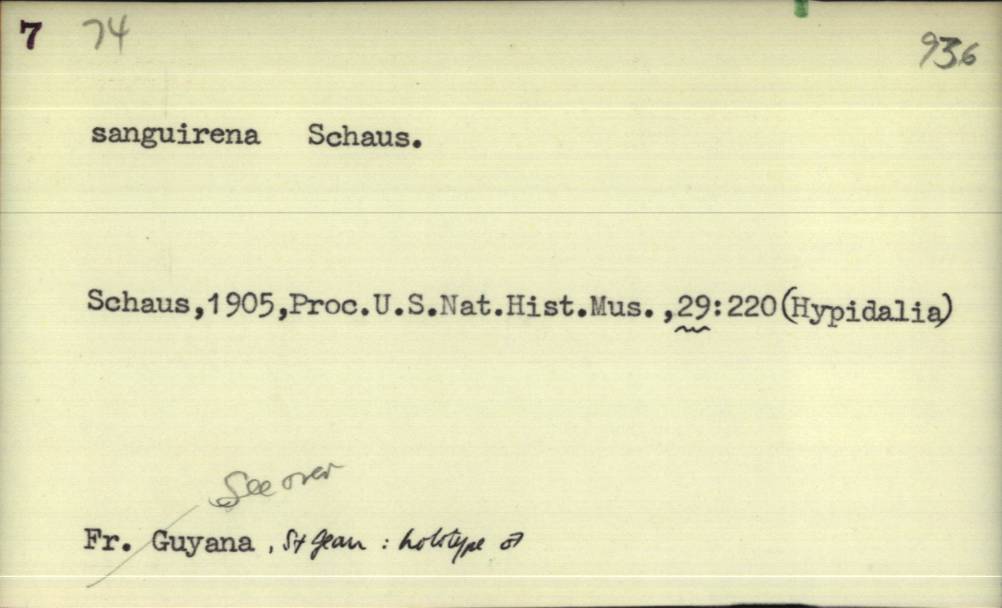 7 74 936
sanguirena Schaus.
Schaus,1905,Proc.U.S.Nat.Hist.Mus.,29:220(Hypidalia)
See over
Fr. Guyana , St Jean : holotype ♂